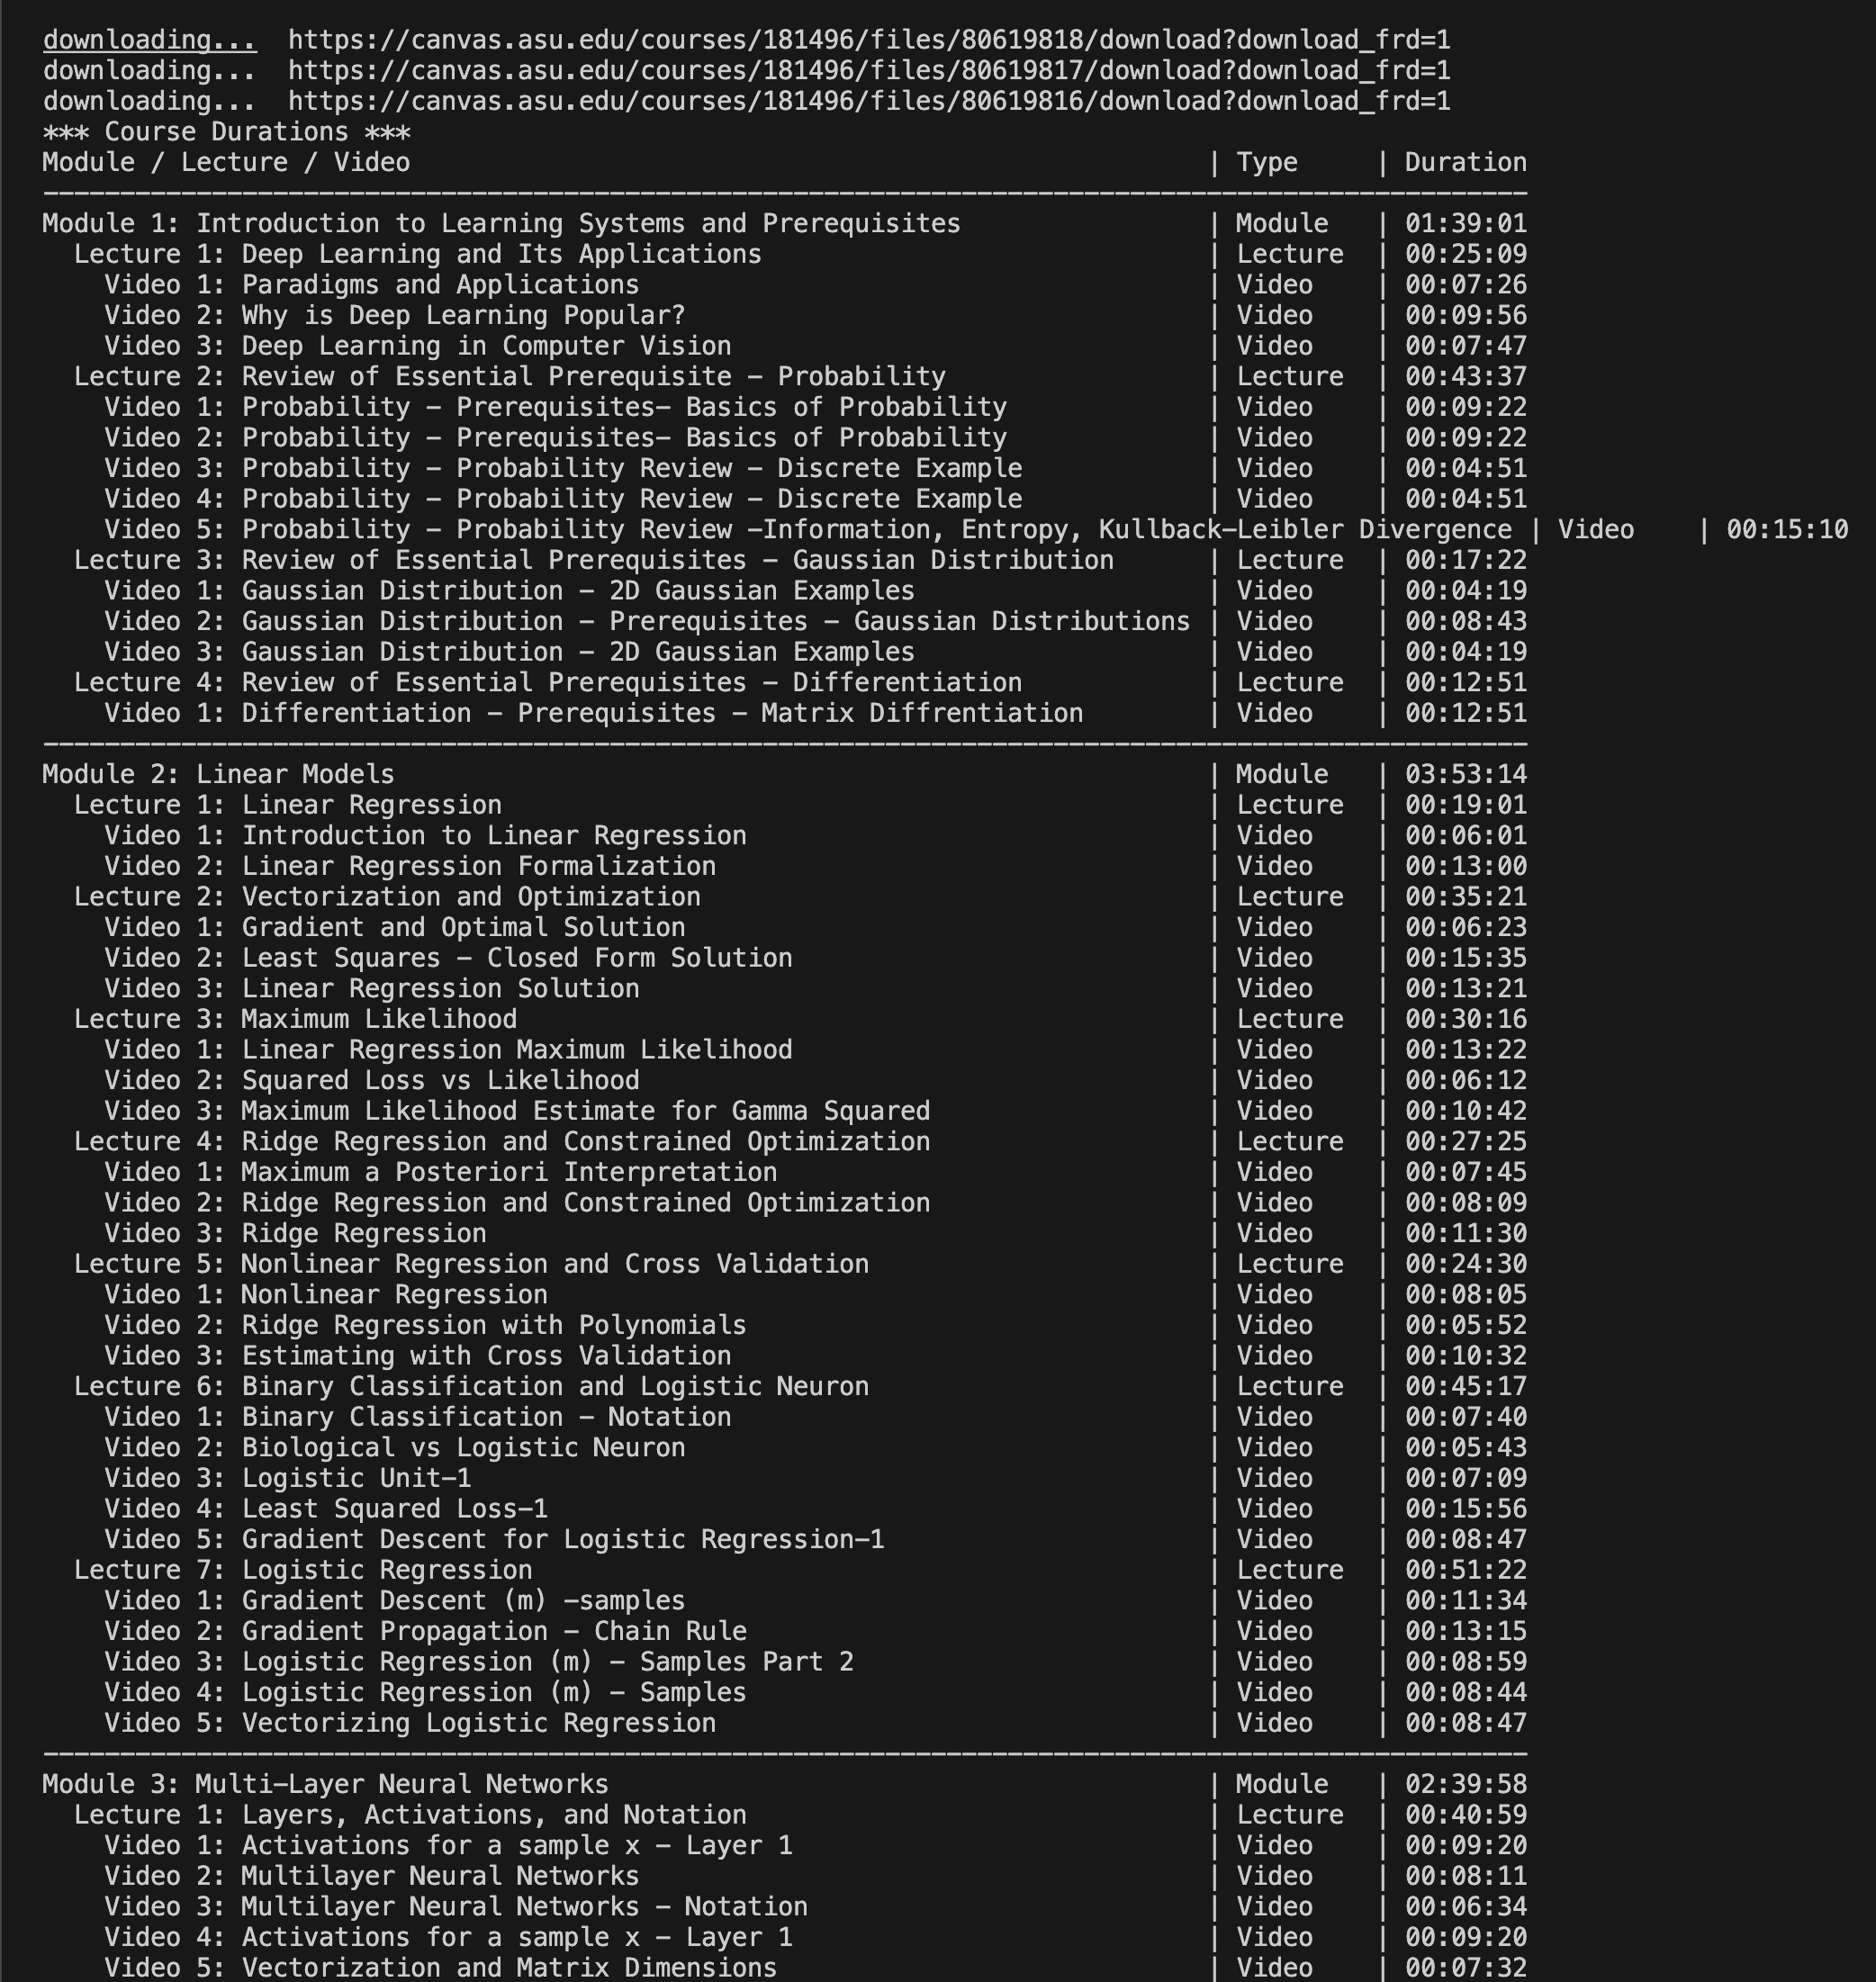 downloading...  https://canvas.asu.edu/courses/181496/files/80619818/download?download_frd=1
downloading...  https://canvas.asu.edu/courses/181496/files/80619817/download?download_frd=1
downloading...  https://canvas.asu.edu/courses/181496/files/80619816/download?download_frd=1
*** Course Durations ***
Module / Lecture / Video | Type | Duration
-------------------------------------------------------------------------------------------------
Module 1: Introduction to Learning Systems and Prerequisites | Module | 01:39:01
Lecture 1: Deep Learning and Its Applications | Lecture | 00:25:09
Video 1: Paradigms and Applications | Video | 00:07:26
Video 2: Why is Deep Learning Popular? | Video | 00:09:56
Video 3: Deep Learning in Computer Vision | Video | 00:07:47
Lecture 2: Review of Essential Prerequisite - Probability | Lecture | 00:43:37
Video 1: Probability - Prerequisites- Basics of Probability | Video | 00:09:22
Video 2: Probability - Prerequisites- Basics of Probability | Video | 00:09:22
Video 3: Probability - Probability Review - Discrete Example | Video | 00:04:51
Video 4: Probability - Probability Review - Discrete Example | Video | 00:04:51
Video 5: Probability - Probability Review -Information, Entropy, Kullback-Leibler Divergence | Video | 00:15:10
Lecture 3: Review of Essential Prerequisites - Gaussian Distribution | Lecture | 00:17:22
Video 1: Gaussian Distribution - 2D Gaussian Examples | Video | 00:04:19
Video 2: Gaussian Distribution - Prerequisites - Gaussian Distributions | Video | 00:08:43
Video 3: Gaussian Distribution - 2D Gaussian Examples | Video | 00:04:19
Lecture 4: Review of Essential Prerequisites - Differentiation | Lecture | 00:12:51
Video 1: Differentiation - Prerequisites - Matrix Diffrentiation | Video | 00:12:51
-------------------------------------------------------------------------------------------------
Module 2: Linear Models | Module | 03:53:14
Lecture 1: Linear Regression | Lecture | 00:19:01
Video 1: Introduction to Linear Regression | Video | 00:06:01
Video 2: Linear Regression Formalization | Video | 00:13:00
Lecture 2: Vectorization and Optimization | Lecture | 00:35:21
Video 1: Gradient and Optimal Solution | Video | 00:06:23
Video 2: Least Squares - Closed Form Solution | Video | 00:15:35
Video 3: Linear Regression Solution | Video | 00:13:21
Lecture 3: Maximum Likelihood | Lecture | 00:30:16
Video 1: Linear Regression Maximum Likelihood | Video | 00:13:22
Video 2: Squared Loss vs Likelihood | Video | 00:06:12
Video 3: Maximum Likelihood Estimate for Gamma Squared | Video | 00:10:42
Lecture 4: Ridge Regression and Constrained Optimization | Lecture | 00:27:25
Video 1: Maximum a Posteriori Interpretation | Video | 00:07:45
Video 2: Ridge Regression and Constrained Optimization | Video | 00:08:09
Video 3: Ridge Regression | Video | 00:11:30
Lecture 5: Nonlinear Regression and Cross Validation | Lecture | 00:24:30
Video 1: Nonlinear Regression | Video | 00:08:05
Video 2: Ridge Regression with Polynomials | Video | 00:05:52
Video 3: Estimating with Cross Validation | Video | 00:10:32
Lecture 6: Binary Classification and Logistic Neuron | Lecture | 00:45:17
Video 1: Binary Classification - Notation | Video | 00:07:40
Video 2: Biological vs Logistic Neuron | Video | 00:05:43
Video 3: Logistic Unit-1 | Video | 00:07:09
Video 4: Least Squared Loss-1 | Video | 00:15:56
Video 5: Gradient Descent for Logistic Regression-1 | Video | 00:08:47
Lecture 7: Logistic Regression | Lecture | 00:51:22
Video 1: Gradient Descent (m) -samples | Video | 00:11:34
Video 2: Gradient Propagation - Chain Rule | Video | 00:13:15
Video 3: Logistic Regression (m) - Samples Part 2 | Video | 00:08:59
Video 4: Logistic Regression (m) - Samples | Video | 00:08:44
Video 5: Vectorizing Logistic Regression | Video | 00:08:47
-------------------------------------------------------------------------------------------------
Module 3: Multi-Layer Neural Networks | Module | 02:39:58
Lecture 1: Layers, Activations, and Notation | Lecture | 00:40:59
Video 1: Activations for a sample x - Layer 1 | Video | 00:09:20
Video 2: Multilayer Neural Networks | Video | 00:08:11
Video 3: Multilayer Neural Networks - Notation | Video | 00:06:34
Video 4: Activations for a sample x - Layer 1 | Video | 00:09:20
Video 5: Vectorization and Matrix Dimensions | Video | 00:07:32